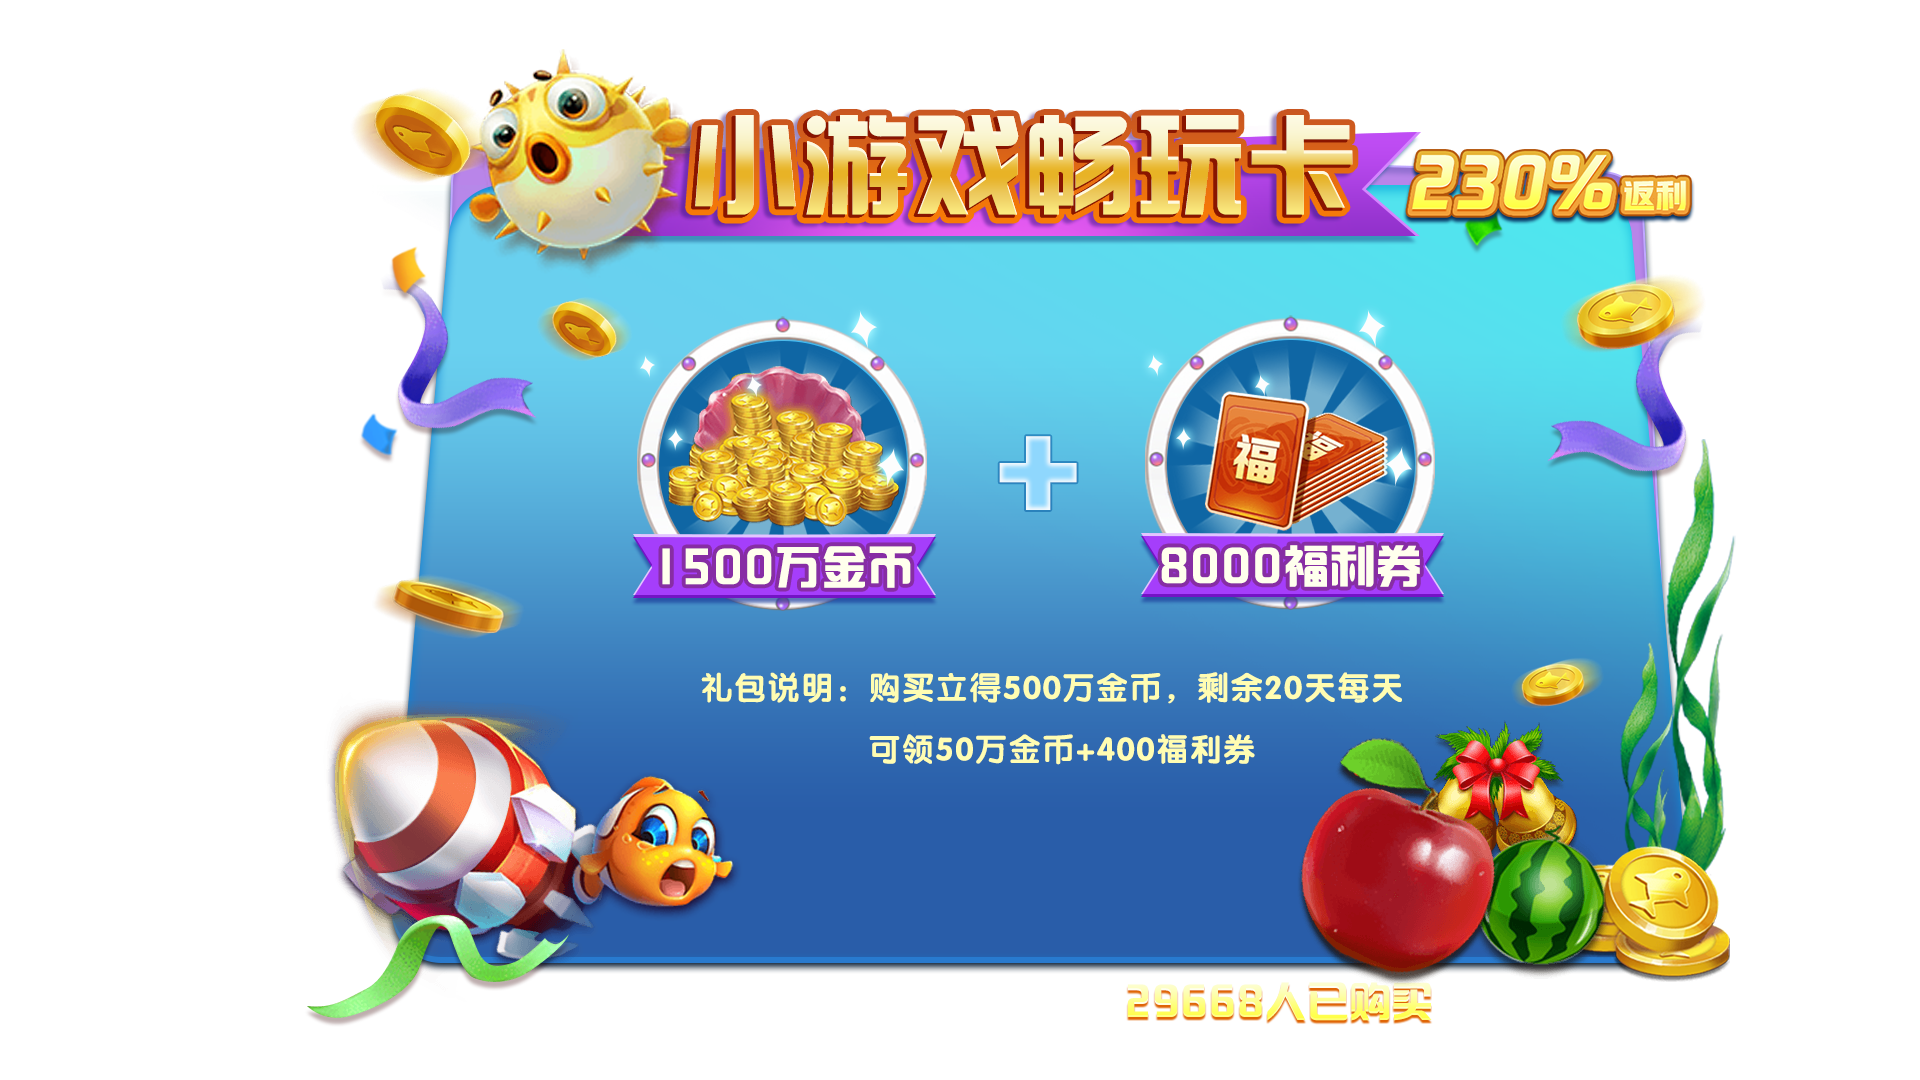 小游戏畅玩卡
230%返利
福
福
1500万金币
8000福利券
礼包说明：购买立得500万金币，剩余20天每天
可领50万金币+400福利券
29668人已购买